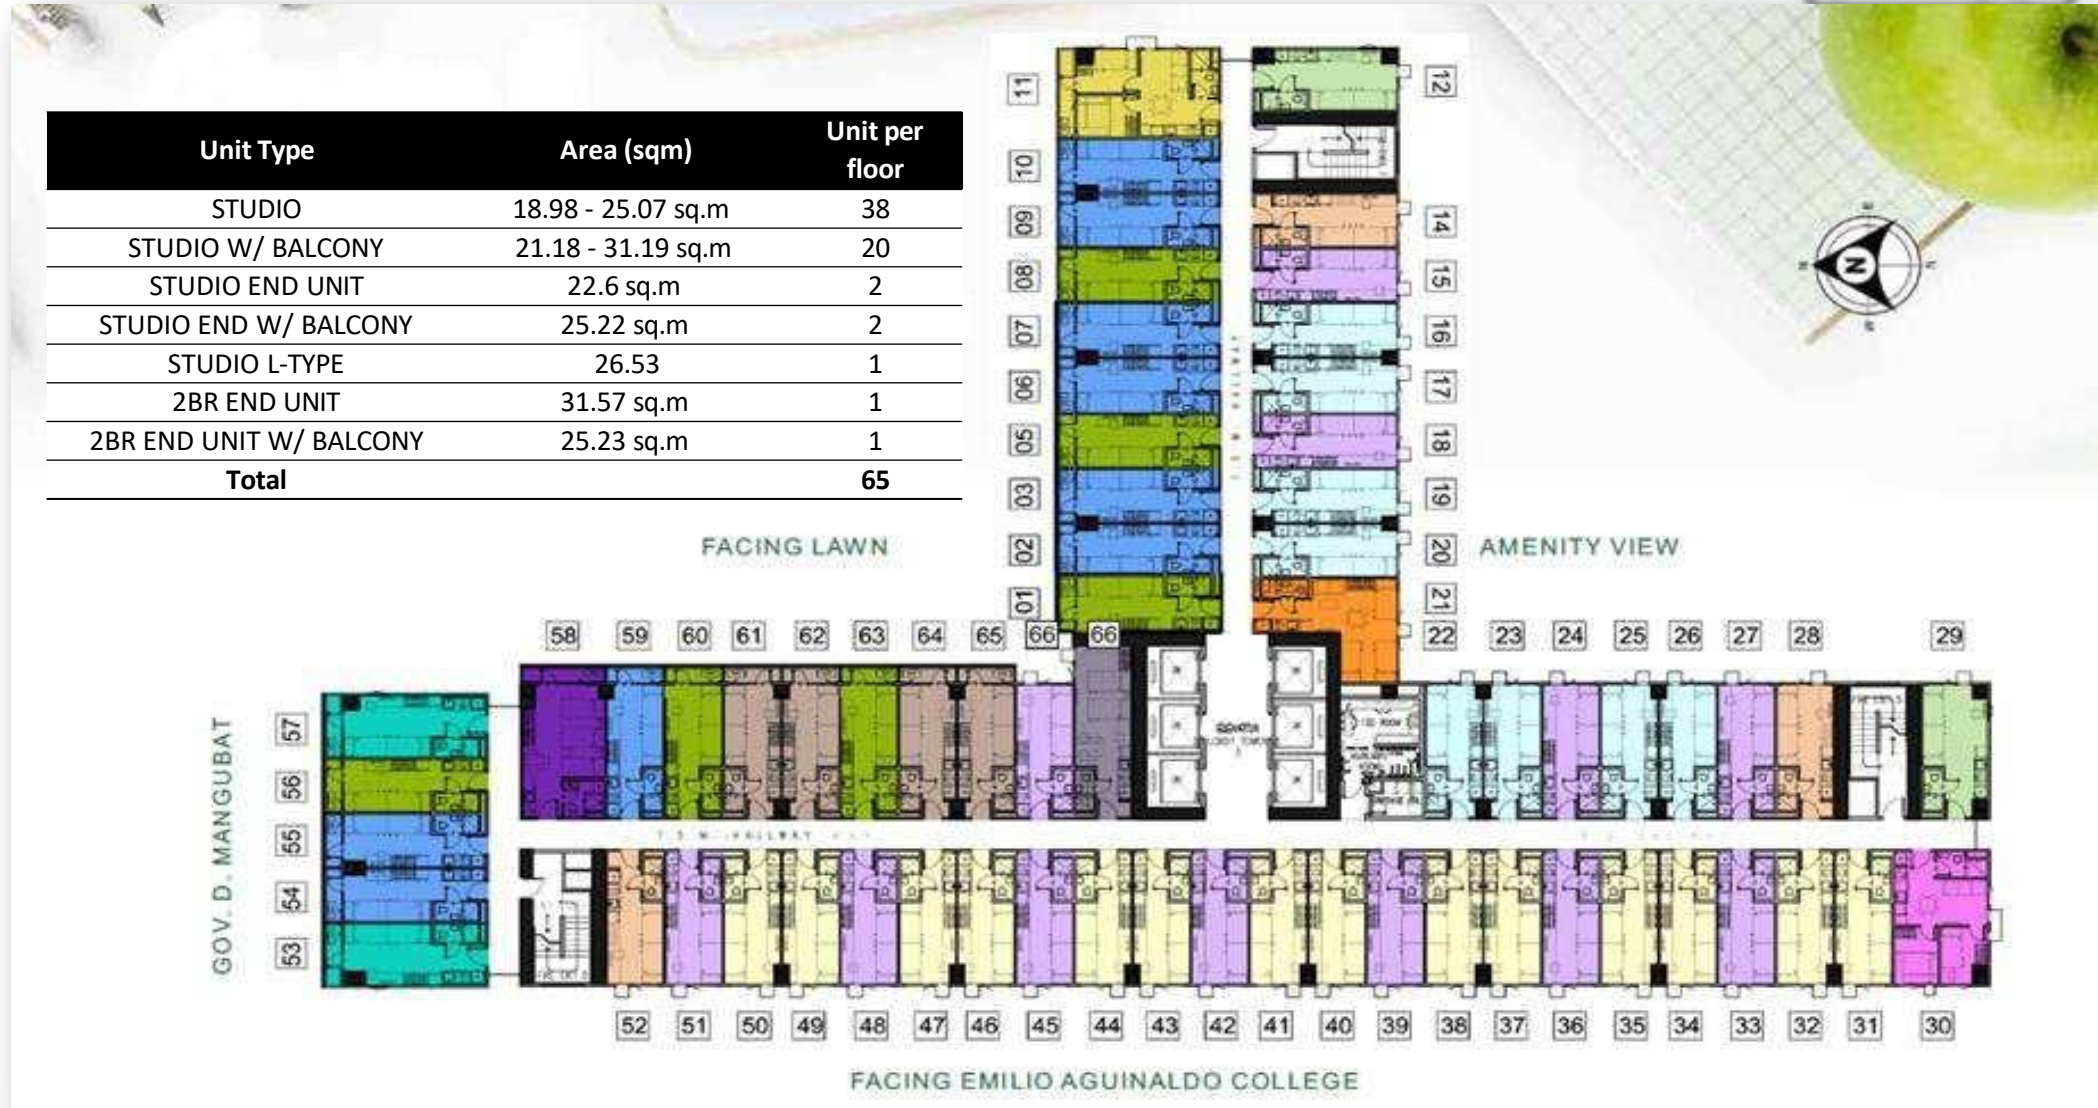 Unit Type Area (sqm) Unit per floor
STUDIO 18.98 - 25.07 sq.m 38
STUDIO W/ BALCONY 21.18 - 31.19 sq.m 20
STUDIO END UNIT 22.6 sq.m 2
STUDIO END W/ BALCONY 25.22 sq.m 2
STUDIO L-TYPE 26.53 1
2BR END UNIT 31.57 sq.m 1
2BR END UNIT W/ BALCONY 25.23 sq.m 1
Total 65
11
10
09
08
07
06
05
03
02
01
12
14
15
16
17
18
19
20
21
N
FACING LAWN
AMENITY VIEW
58 59 60 61 62 63 64 65 66 66
22 23 24 25 26 27 28 29
GOV. D. MANGUBAT
57
56
55
54
53
HALLWAY
52 51 50 49 48 47 46 45 44 43 42 41 40 39 38 37 36 35 34 33 32 31 30
FACING EMILIO AGUINALDO COLLEGE